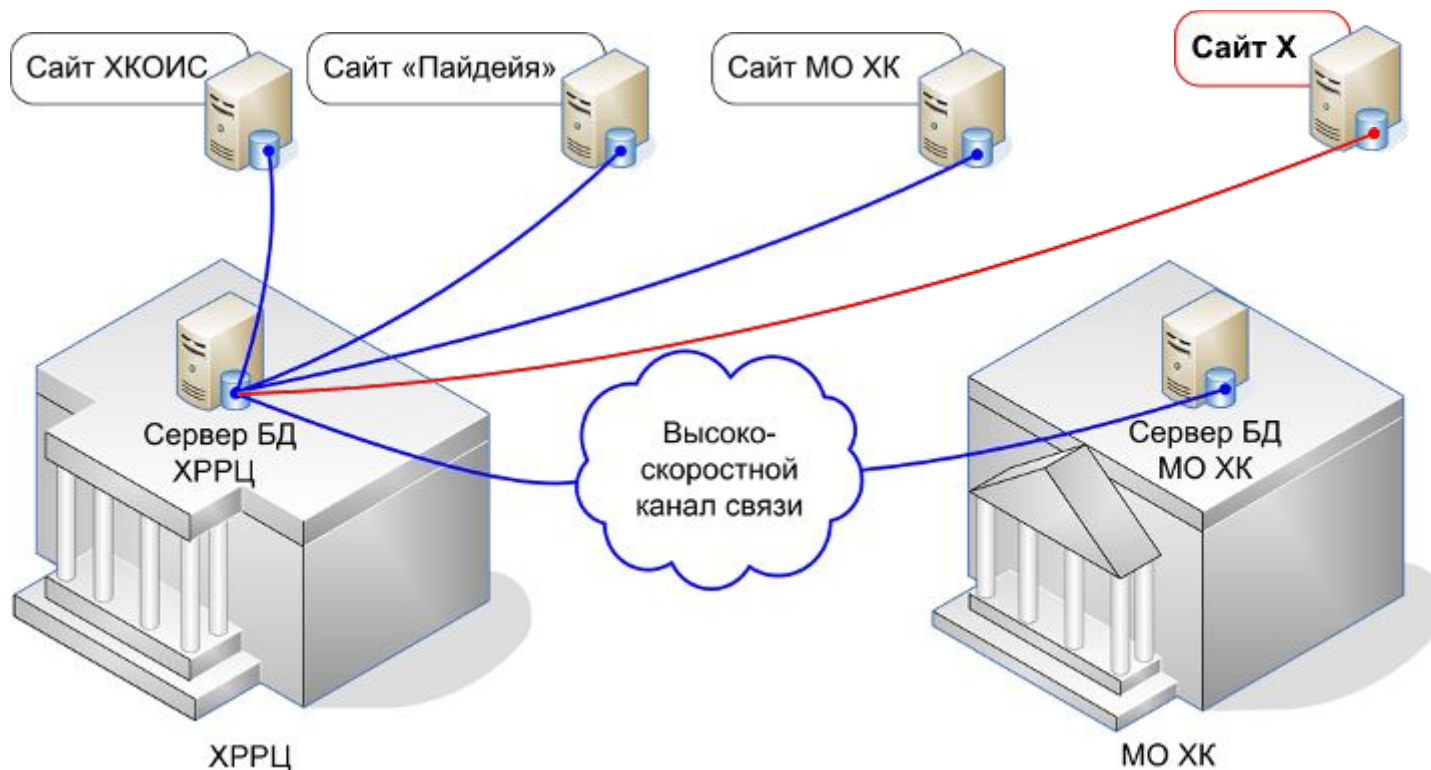 Сайт ХКОИС
Сайт «Пайдейя»
Сайт МО ХК
Сайт X
Сервер БД
ХРРЦ
Высоко-
скоростной
канал связи
Сервер БД
МО ХК
ХРРЦ
МО ХК